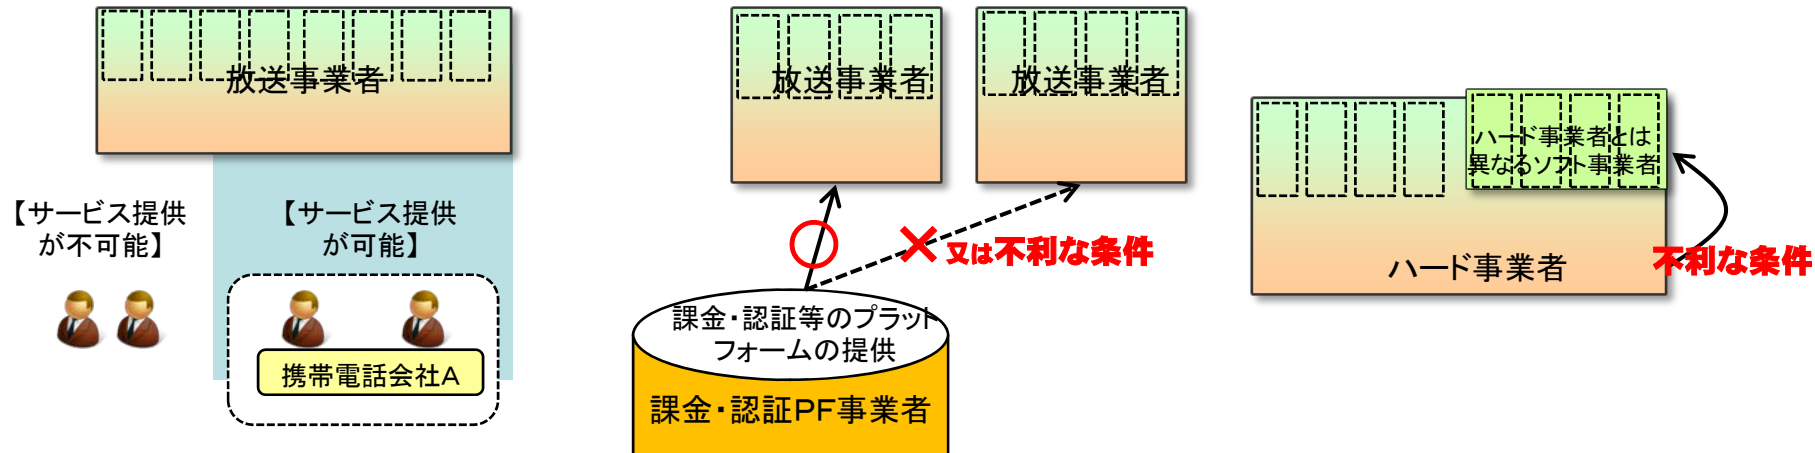 放送事業者
【サービス提供
が不可能】
【サービス提供
が可能】
携帯電話会社A
放送事業者
放送事業者
又は不利な条件
課金・認証等のプラット
フォームの提供
課金・認証PF事業者
ハード事業者とは
異なるソフト事業者
ハード事業者
不利な条件